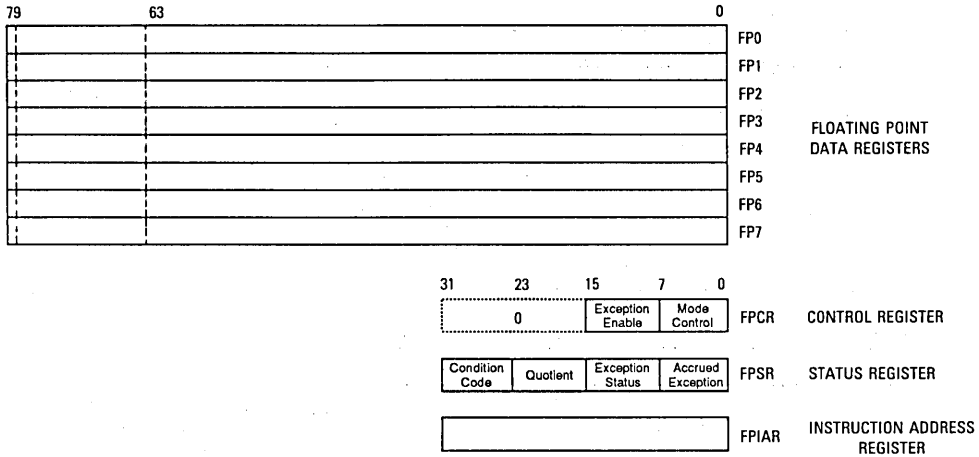 79 63 0
FP0
FP1
FP2
FP3
FP4
FP5
FP6
FP7
FLOATING POINT
DATA REGISTERS
31 23 15 7 0
0
Exception
Enable
Mode
Control
FPCR
CONTROL REGISTER
Condition
Code
Quotient
Exception
Status
Accrued
Exception
FPSR
STATUS REGISTER
FPIAR
INSTRUCTION ADDRESS
REGISTER